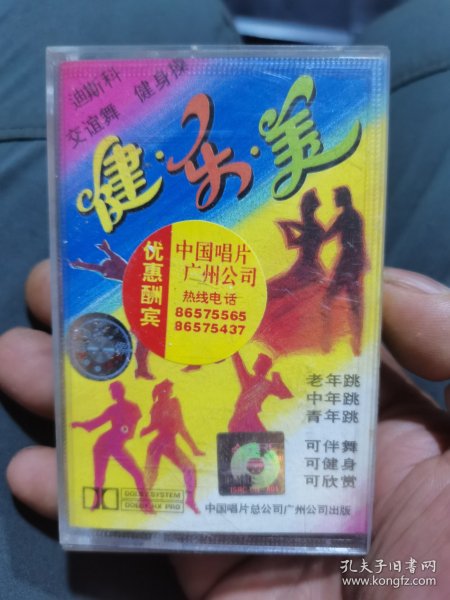 迪斯科 健身操
交谊舞
健·乐·美
优惠酬宾
中国唱片
广州公司
热线电话
86575565
86575437
老年跳
中年跳
青年跳
可伴舞
可健身
可欣赏
DOLBY SYSTEM
DOLBY HX PRO
中国唱片总公司广州公司出版
孔夫子旧书网
www.kongfz.com